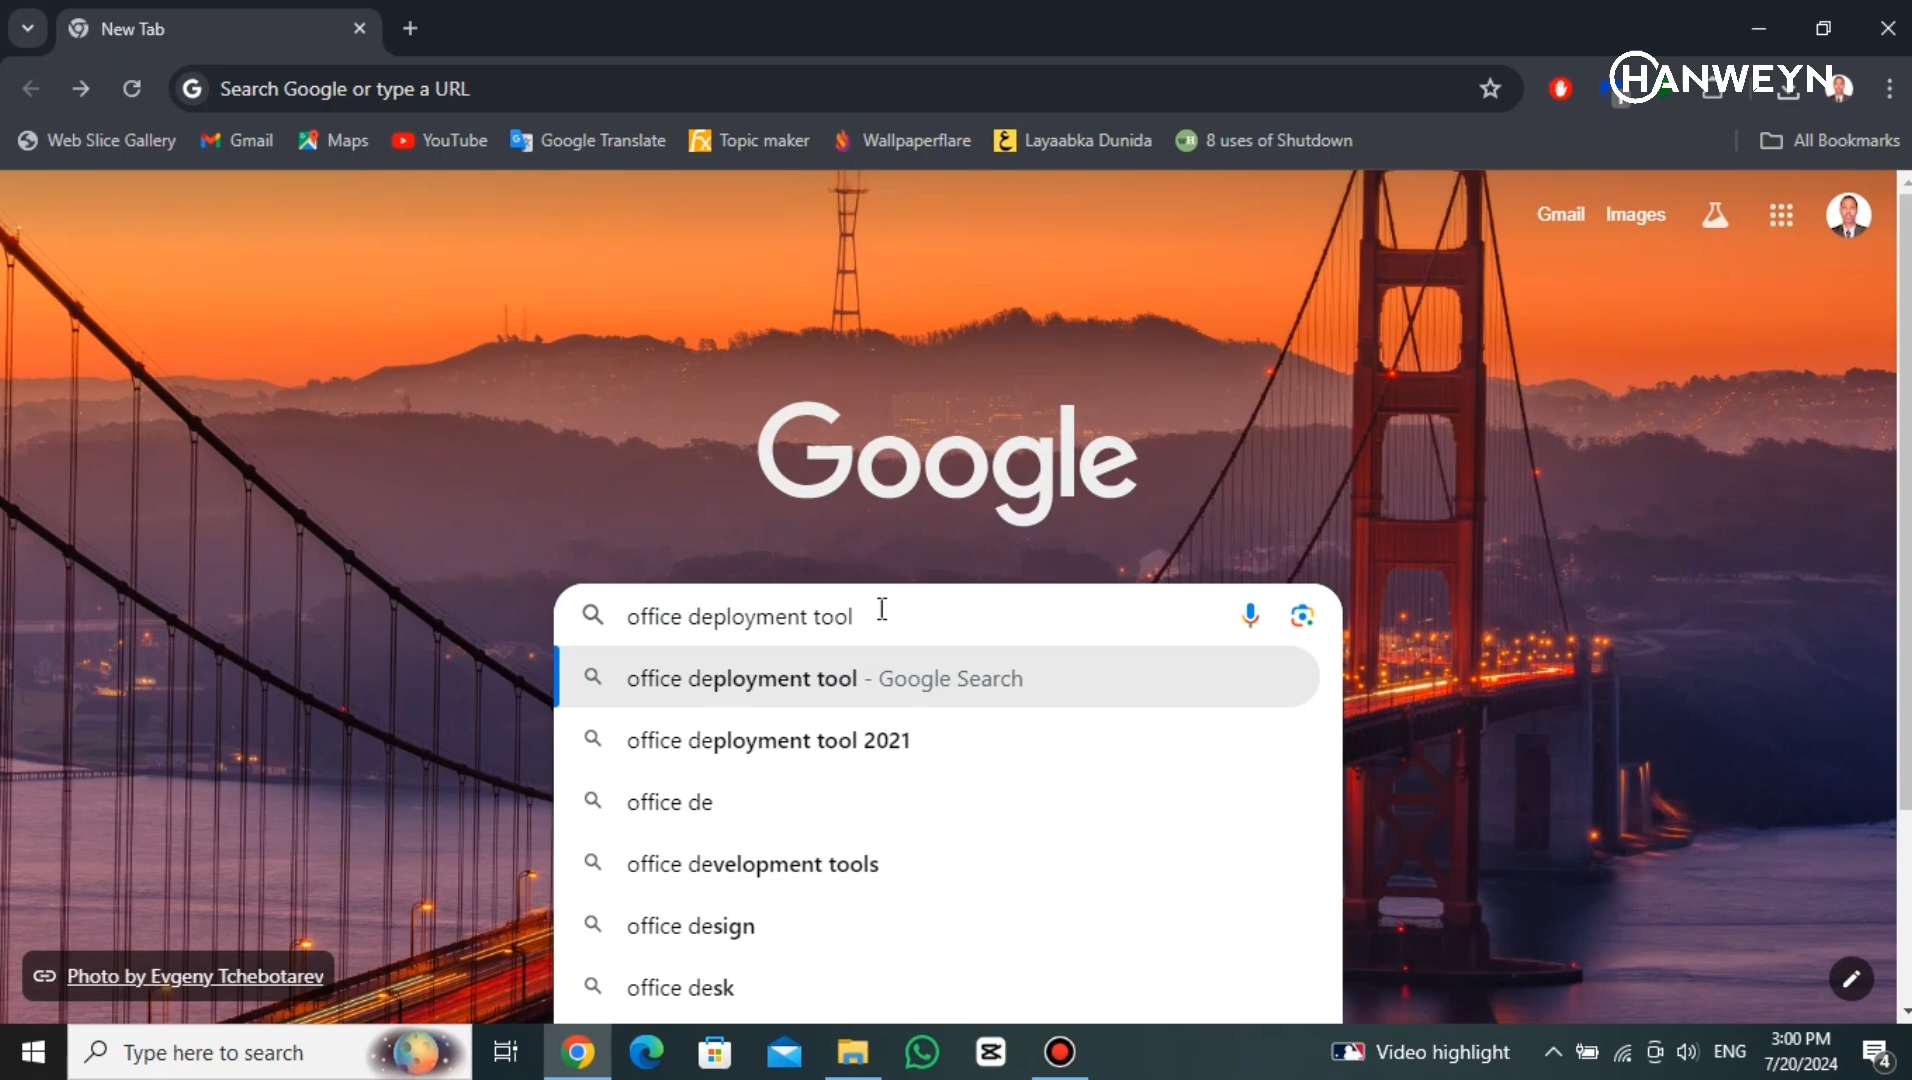 New Tab
HANWEYN
Search Google or type a URL
Web Slice Gallery
Gmail
Maps
YouTube
Google Translate
Topic maker
Wallpaperflare
Layaabka Dunida
8 uses of Shutdown
All Bookmarks
Gmail
Images
Google
office deployment tool
office deployment tool - Google Search
office deployment tool 2021
office de
office development tools
office design
office desk
Photo by Evgeny Tchebotarev
Type here to search
Video highlight
ENG
3:00 PM
7/20/2024
4